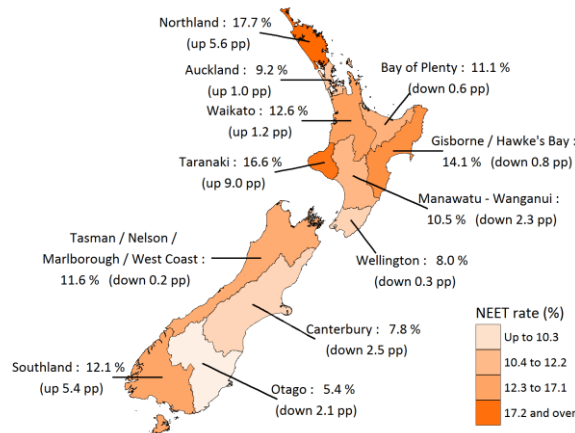 Northland : 17.7 %
(up 5.6 pp)
Auckland : 9.2 %
(up 1.0 pp)
Bay of Plenty : 11.1 %
(down 0.6 pp)
Waikato : 12.6 %
(up 1.2 pp)
Gisborne / Hawke's Bay :
14.1 % (down 0.8 pp)
Taranaki : 16.6 %
(up 9.0 pp)
Manawatu - Wanganui :
10.5 % (down 2.3 pp)
Tasman / Nelson /
Marlborough / West Coast :
11.6 % (down 0.2 pp)
Wellington : 8.0 %
(down 0.3 pp)
Canterbury : 7.8 %
(down 2.5 pp)
Southland : 12.1 %
(up 5.4 pp)
Otago : 5.4 %
(down 2.1 pp)
NEET rate (%)
Up to 10.3
10.4 to 12.2
12.3 to 17.1
17.2 and over